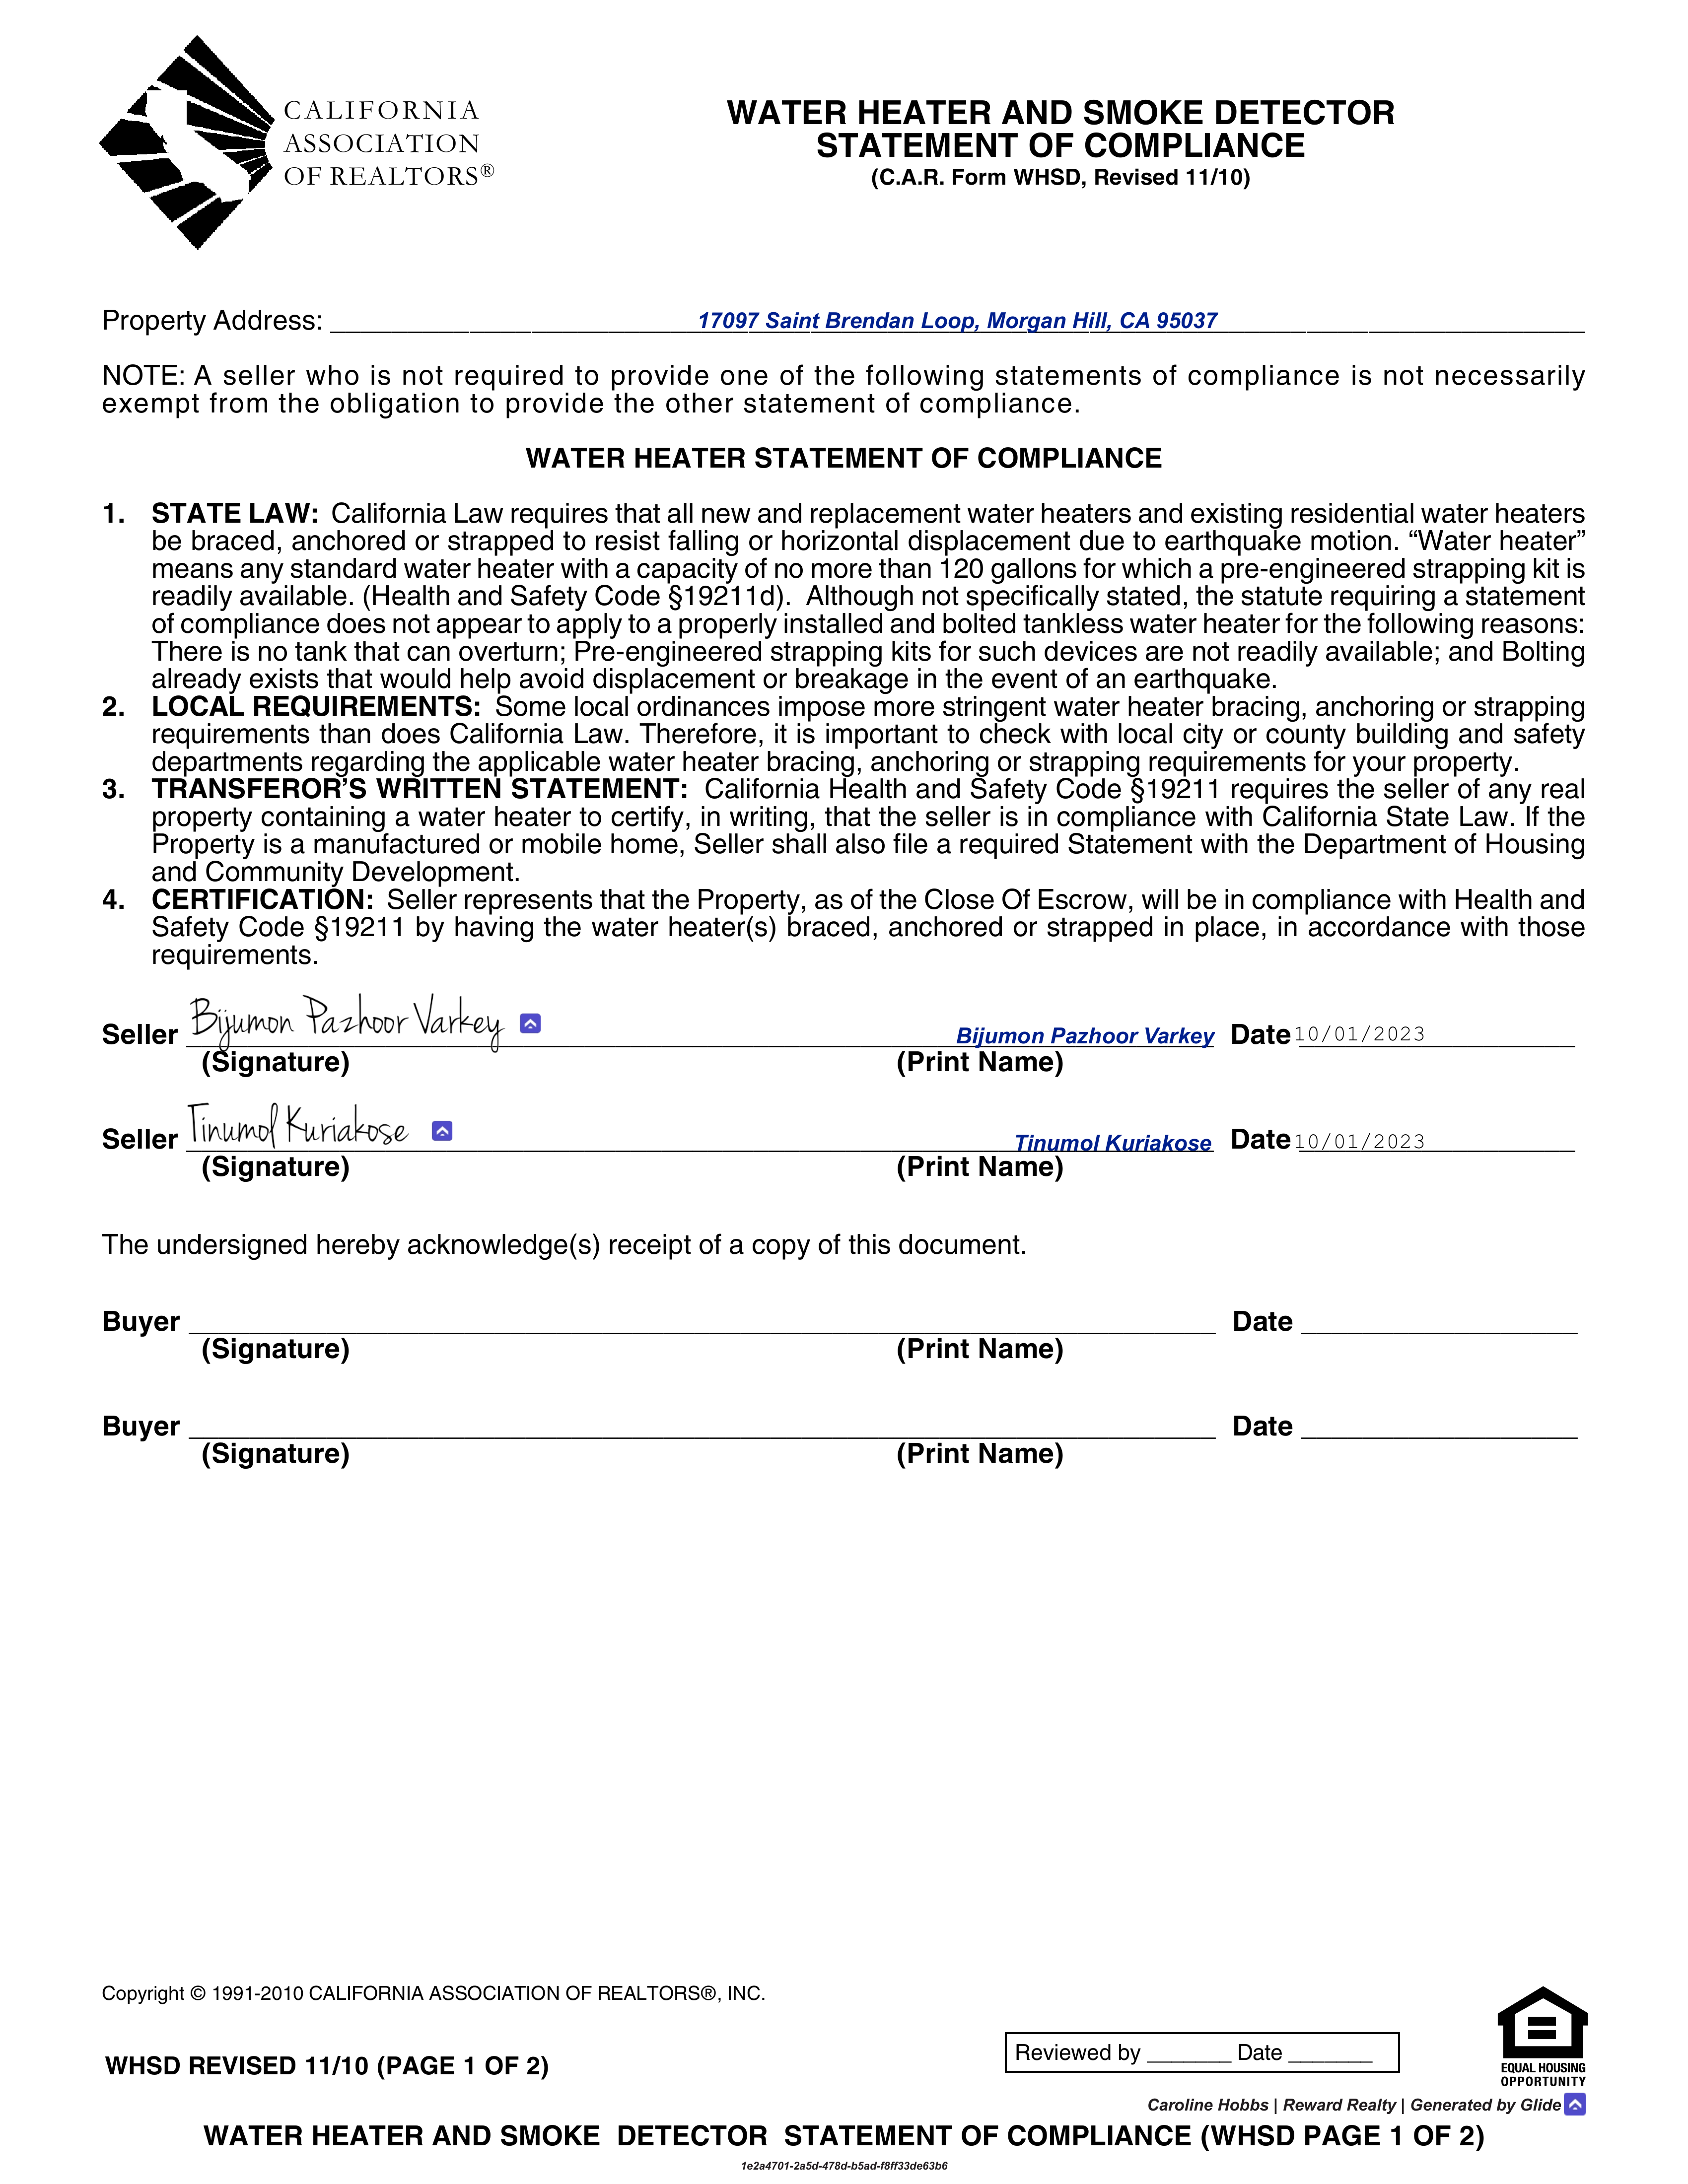 CALIFORNIA
ASSOCIATION
OF REALTORS®
WATER HEATER AND SMOKE DETECTOR
STATEMENT OF COMPLIANCE
(C.A.R. Form WHSD, Revised 11/10)
Property Address: 17097 Saint Brendan Loop, Morgan Hill, CA 95037
NOTE: A seller who is not required to provide one of the following statements of compliance is not necessarily
exempt from the obligation to provide the other statement of compliance.
WATER HEATER STATEMENT OF COMPLIANCE
1. STATE LAW: California Law requires that all new and replacement water heaters and existing residential water heaters
be braced, anchored or strapped to resist falling or horizontal displacement due to earthquake motion. “Water heater”
means any standard water heater with a capacity of no more than 120 gallons for which a pre-engineered strapping kit is
readily available. (Health and Safety Code §19211d). Although not specifically stated, the statute requiring a statement
of compliance does not appear to apply to a properly installed and bolted tankless water heater for the following reasons:
There is no tank that can overturn; Pre-engineered strapping kits for such devices are not readily available; and Bolting
already exists that would help avoid displacement or breakage in the event of an earthquake.
2. LOCAL REQUIREMENTS: Some local ordinances impose more stringent water heater bracing, anchoring or strapping
requirements than does California Law. Therefore, it is important to check with local city or county building and safety
departments regarding the applicable water heater bracing, anchoring or strapping requirements for your property.
3. TRANSFEROR’S WRITTEN STATEMENT: California Health and Safety Code §19211 requires the seller of any real
property containing a water heater to certify, in writing, that the seller is in compliance with California State Law. If the
Property is a manufactured or mobile home, Seller shall also file a required Statement with the Department of Housing
and Community Development.
4. CERTIFICATION: Seller represents that the Property, as of the Close Of Escrow, will be in compliance with Health and
Safety Code §19211 by having the water heater(s) braced, anchored or strapped in place, in accordance with those
requirements.
Seller Bijumon Pazhoor Varkey Bijumon Pazhoor Varkey Date 10/01/2023
(Signature) (Print Name)
Seller Tinumol Kuriakose Tinumol Kuriakose Date 10/01/2023
(Signature) (Print Name)
The undersigned hereby acknowledge(s) receipt of a copy of this document.
Buyer Date
(Signature) (Print Name)
Buyer Date
(Signature) (Print Name)
Copyright © 1991-2010 CALIFORNIA ASSOCIATION OF REALTORS®, INC.
WHSD REVISED 11/10 (PAGE 1 OF 2)
Reviewed by Date
EQUAL HOUSING
OPPORTUNITY
Caroline Hobbs | Reward Realty | Generated by Glide
WATER HEATER AND SMOKE DETECTOR STATEMENT OF COMPLIANCE (WHSD PAGE 1 OF 2)
1e2a4701-2a5d-478d-b5ad-f8ff33de63b6